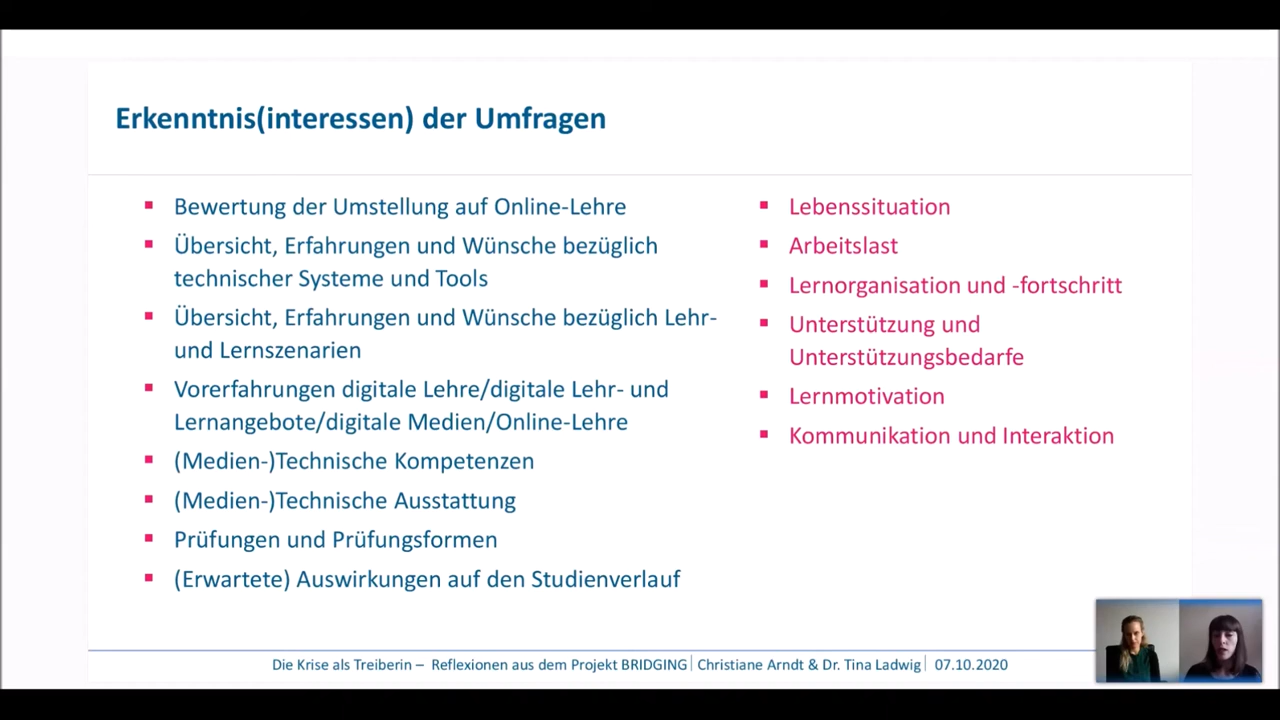 Erkenntnis(interessen) der Umfragen
Bewertung der Umstellung auf Online-Lehre
Übersicht, Erfahrungen und Wünsche bezüglich
technischer Systeme und Tools
Übersicht, Erfahrungen und Wünsche bezüglich Lehr-
und Lernszenarien
Vorerfahrungen digitale Lehre/digitale Lehr- und
Lernangebote/digitale Medien/Online-Lehre
(Medien-)Technische Kompetenzen
(Medien-)Technische Ausstattung
Prüfungen und Prüfungsformen
(Erwartete) Auswirkungen auf den Studienverlauf
Lebenssituation
Arbeitslast
Lernorganisation und -fortschritt
Unterstützung und
Unterstützungsbedarfe
Lernmotivation
Kommunikation und Interaktion
Die Krise als Treiberin – Reflexionen aus dem Projekt BRIDGING | Christiane Arndt & Dr. Tina Ladwig | 07.10.2020